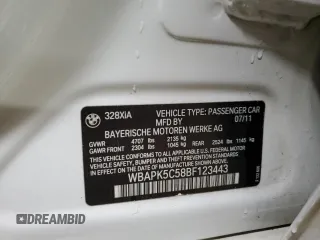 328XIA
VEHICLE TYPE: PASSENGER CAR
MFD BY
07/11
BAYERISCHE MOTOREN WERKE AG
GVWR 4707 lbs 2135 kg
GAWR FRONT 2304 lbs 1045 kg REAR 2524 lbs 1145 kg
THIS VEHICLE CONFORMS TO ALL APPLICABLE FEDERAL MOTOR VEHICLE
SAFETY, BUMPER AND THEFT PREVENTION STANDARDS
IN EFFECT ON THE DATE OF MANUFACTURE SHOWN ABOVE.
WBAPK5C58BF123443
DREAMBID